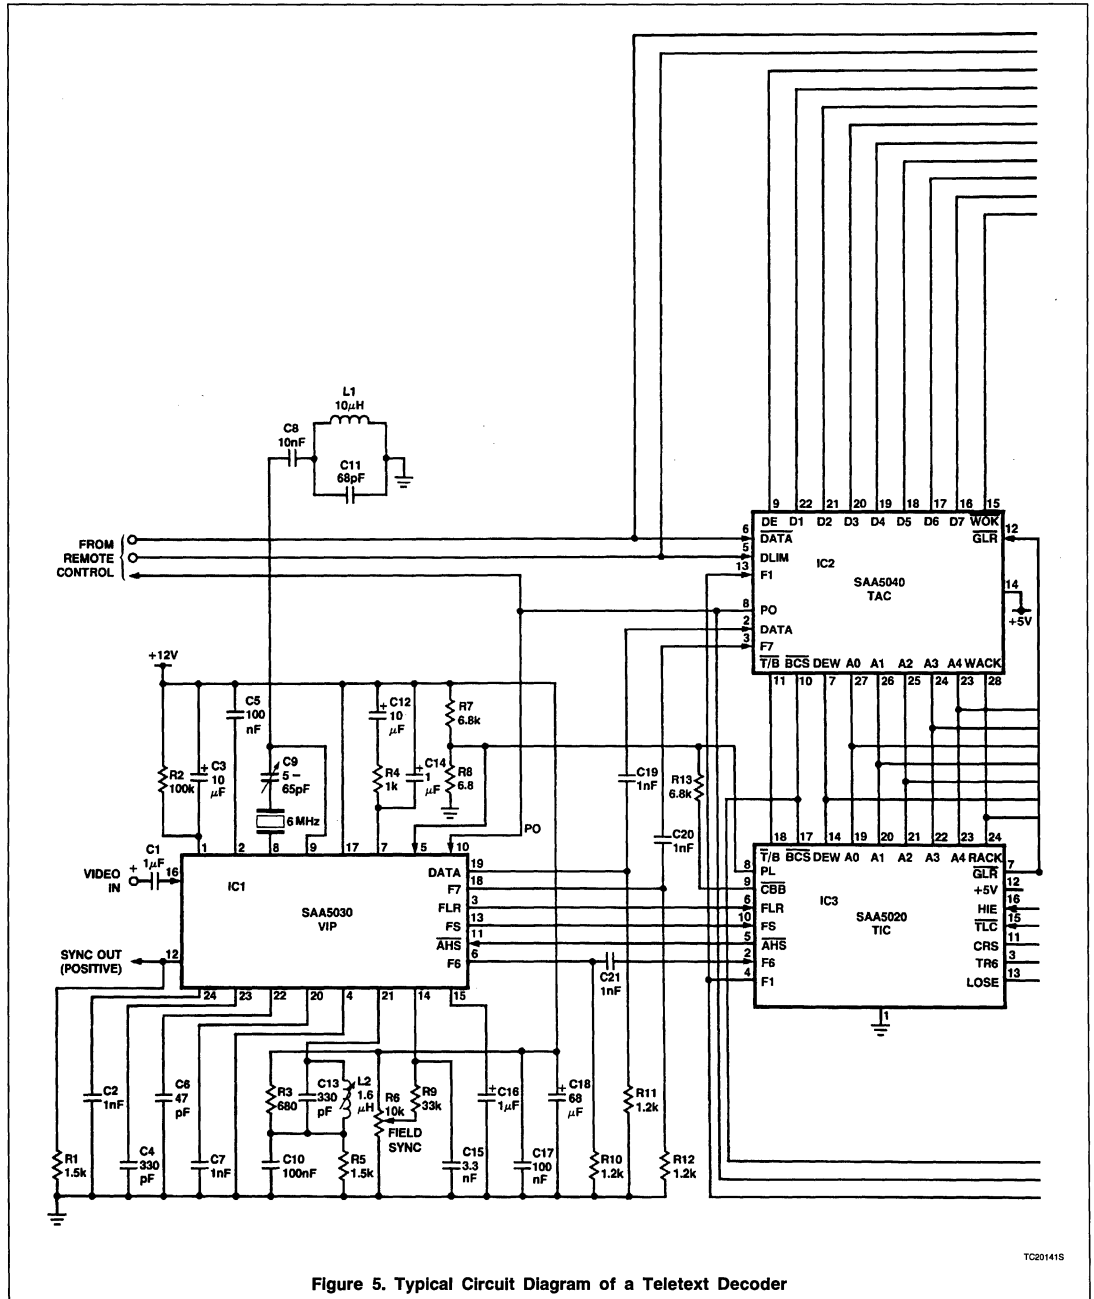 L1
10μH
C8
10nF
C11
68pF
FROM
REMOTE
CONTROL
9 22 21 20 19 18 17 16 15
DE D1 D2 D3 D4 D5 D6 D7 WOK
6 DATA
5 DLIM
13 F1
8 PO
2 DATA
3 F7
IC2
SAA5040
TAC
12
GLR
14
+5V
T/B BCS DEW A0 A1 A2 A3 A4 WACK
11 10 7 27 26 25 24 23 28
+12V
R2
100k
C3
10
μF
C5
100
nF
C9
5 –
65pF
6 MHz
C12
10
μF
R4
1k
C14
1
μF
R7
6.8k
R8
6.8
PO
C19
1nF
C20
1nF
R13
6.8k
C1
1μF
VIDEO
IN
16
1 2 8 9 17 7 5 10
IC1
SAA5030
VIP
DATA 19
F7 18
FLR 3
FS 13
AHS 11
F6 6
SYNC OUT
(POSITIVE)
12
24 23 22 20 4 21 14 15
C21
1nF
18 17 14 19 20 21 22 23 24
T/B BCS DEW A0 A1 A2 A3 A4 RACK
8 PL
9 CBB
6 FLR
10 FS
5 AHS
2 F6
4 F1
IC3
SAA5020
TIC
GLR 7
+5V 12
HIE 16
TLC 15
CRS 11
TR6 3
LOSE 13
1
R1
1.5k
C2
1nF
C4
330
pF
C6
47
pF
C7
1nF
R3
680
C10
100nF
C13
330
pF
L2
1.6
μH
R5
1.5k
R6
10k
FIELD
SYNC
R9
33k
C15
3.3
nF
C16
1μF
C17
100
nF
C18
68
μF
R10
1.2k
R11
1.2k
R12
1.2k
TC20141S
Figure 5. Typical Circuit Diagram of a Teletext Decoder